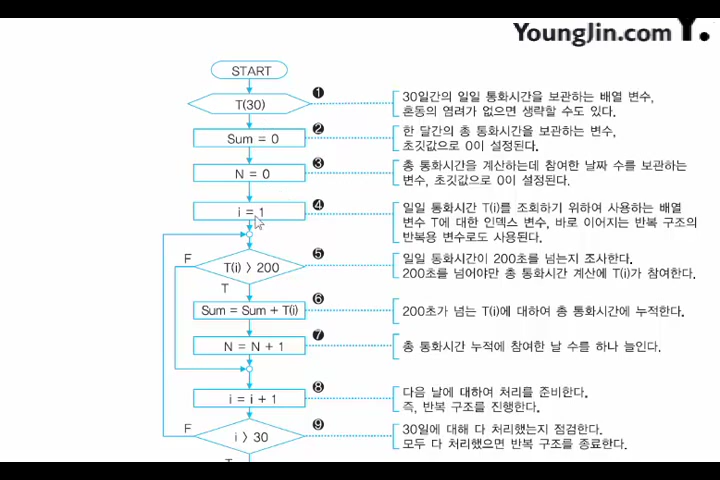 YoungJin.com Y.
START
❶
T(30)
30일간의 일일 통화시간을 보관하는 배열 변수,
혼동의 염려가 없으면 생략할 수도 있다.
❷
Sum = 0
한 달간의 총 통화시간을 보관하는 변수,
초깃값으로 0이 설정된다.
❸
N = 0
총 통화시간을 계산하는데 참여한 날짜 수를 보관하는
변수, 초깃값으로 0이 설정된다.
❹
i = 1
일일 통화시간 T(i)를 조회하기 위하여 사용하는 배열
변수 T에 대한 인덱스 변수, 바로 이어지는 반복 구조의
반복용 변수로도 사용된다.
❺
F
T(i) > 200
T
일일 통화시간이 200초를 넘는지 조사한다.
200초를 넘어야만 총 통화시간 계산에 T(i)가 참여한다.
❻
Sum = Sum + T(i)
200초가 넘는 T(i)에 대하여 총 통화시간에 누적한다.
❼
N = N + 1
총 통화시간 누적에 참여한 날 수를 하나 늘인다.
❽
i = i + 1
다음 날에 대하여 처리를 준비한다.
즉, 반복 구조를 진행한다.
❾
F
i > 30
T
30일에 대해 다 처리했는지 점검한다.
모두 다 처리했으면 반복 구조를 종료한다.